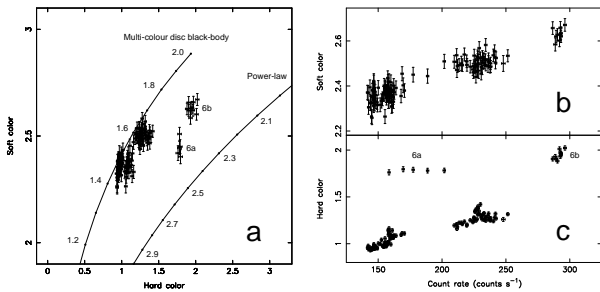 3
2.5
2
Soft color
Multi-colour disc black-body
2.0
1.8
1.6
1.4
1.2
Power-law
2.1
2.3
2.5
2.7
2.9
6b
6a
a
0
0.5
1
1.5
2
2.5
3
Hard color
2.6
2.4
2.2
Soft color
b
2
1.5
1
Hard color
6a
6b
c
150
200
250
300
Count rate (counts s⁻¹)